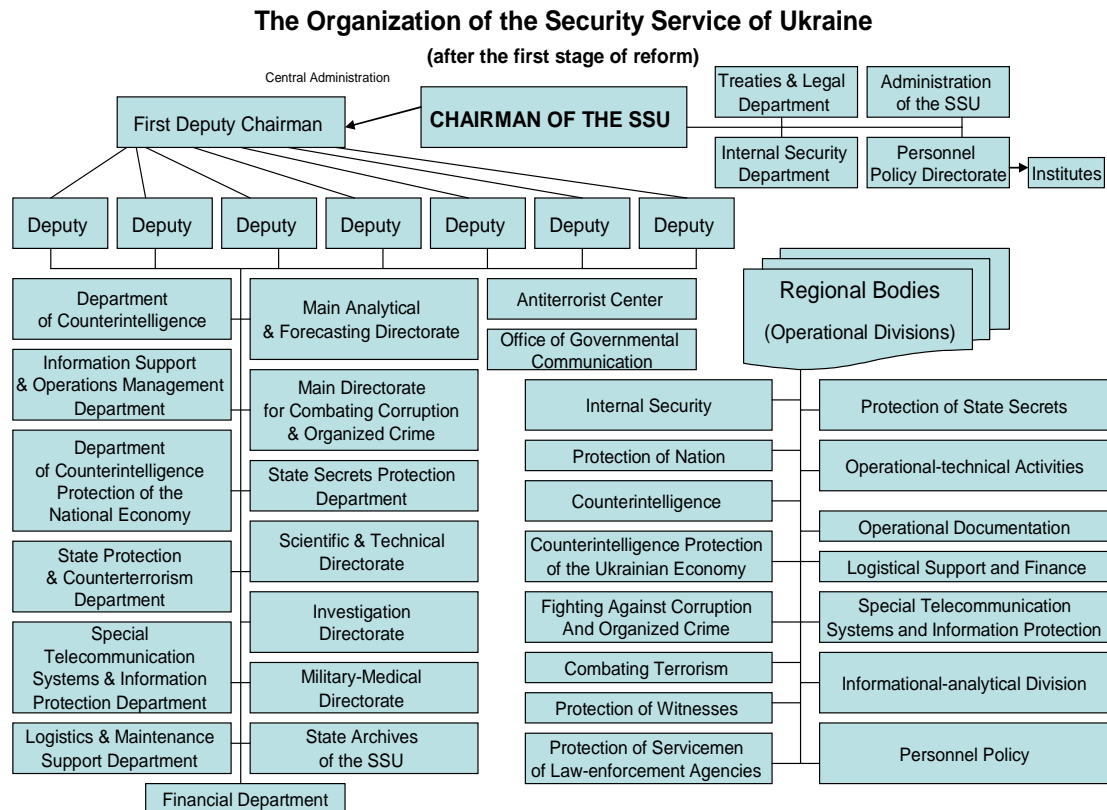 The Organization of the Security Service of Ukraine
(after the first stage of reform)
Central Administration
First Deputy Chairman
CHAIRMAN OF THE SSU
Treaties & Legal
Department
Administration
of the SSU
Internal Security
Department
Personnel
Policy Directorate
Institutes
Deputy
Deputy
Deputy
Deputy
Deputy
Deputy
Deputy
Department
of Counterintelligence
Information Support
& Operations Management
Department
Department
of Counterintelligence
Protection of the
National Economy
State Protection
& Counterterrorism
Department
Special
Telecommunication
Systems & Information
Protection Department
Logistics & Maintenance
Support Department
Financial Department
Main Analytical
& Forecasting Directorate
Main Directorate
for Combating Corruption
& Organized Crime
State Secrets Protection
Department
Scientific & Technical
Directorate
Investigation
Directorate
Military-Medical
Directorate
State Archives
of the SSU
Antiterrorist Center
Office of Governmental
Communication
Regional Bodies
(Operational Divisions)
Internal Security
Protection of Nation
Counterintelligence
Counterintelligence Protection
of the Ukrainian Economy
Fighting Against Corruption
And Organized Crime
Combating Terrorism
Protection of Witnesses
Protection of Servicemen
of Law-enforcement Agencies
Protection of State Secrets
Operational-technical Activities
Operational Documentation
Logistical Support and Finance
Special Telecommunication
Systems and Information Protection
Informational-analytical Division
Personnel Policy